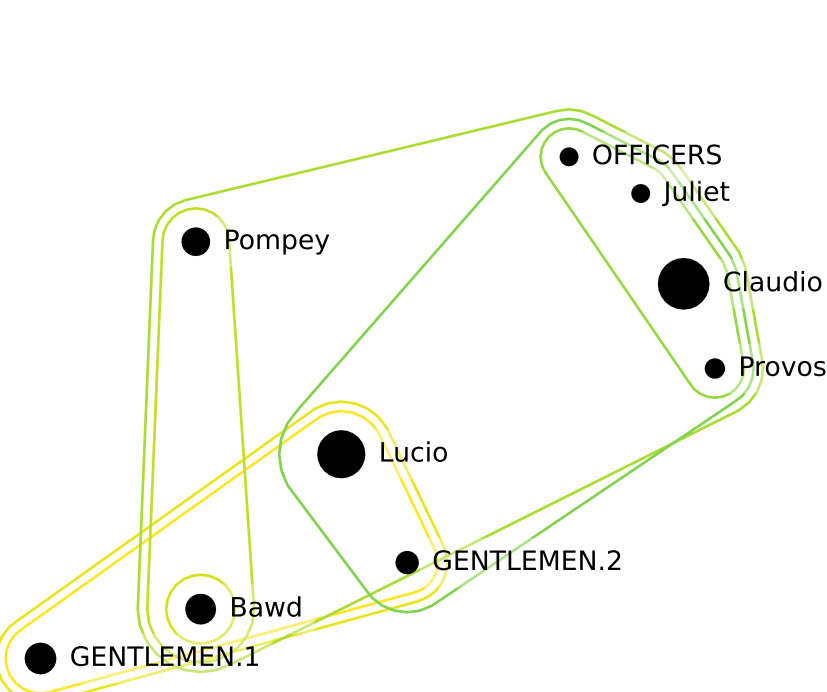 OFFICERS
Juliet
Pompey
Claudio
Provos
Lucio
GENTLEMEN.2
Bawd
GENTLEMEN.1